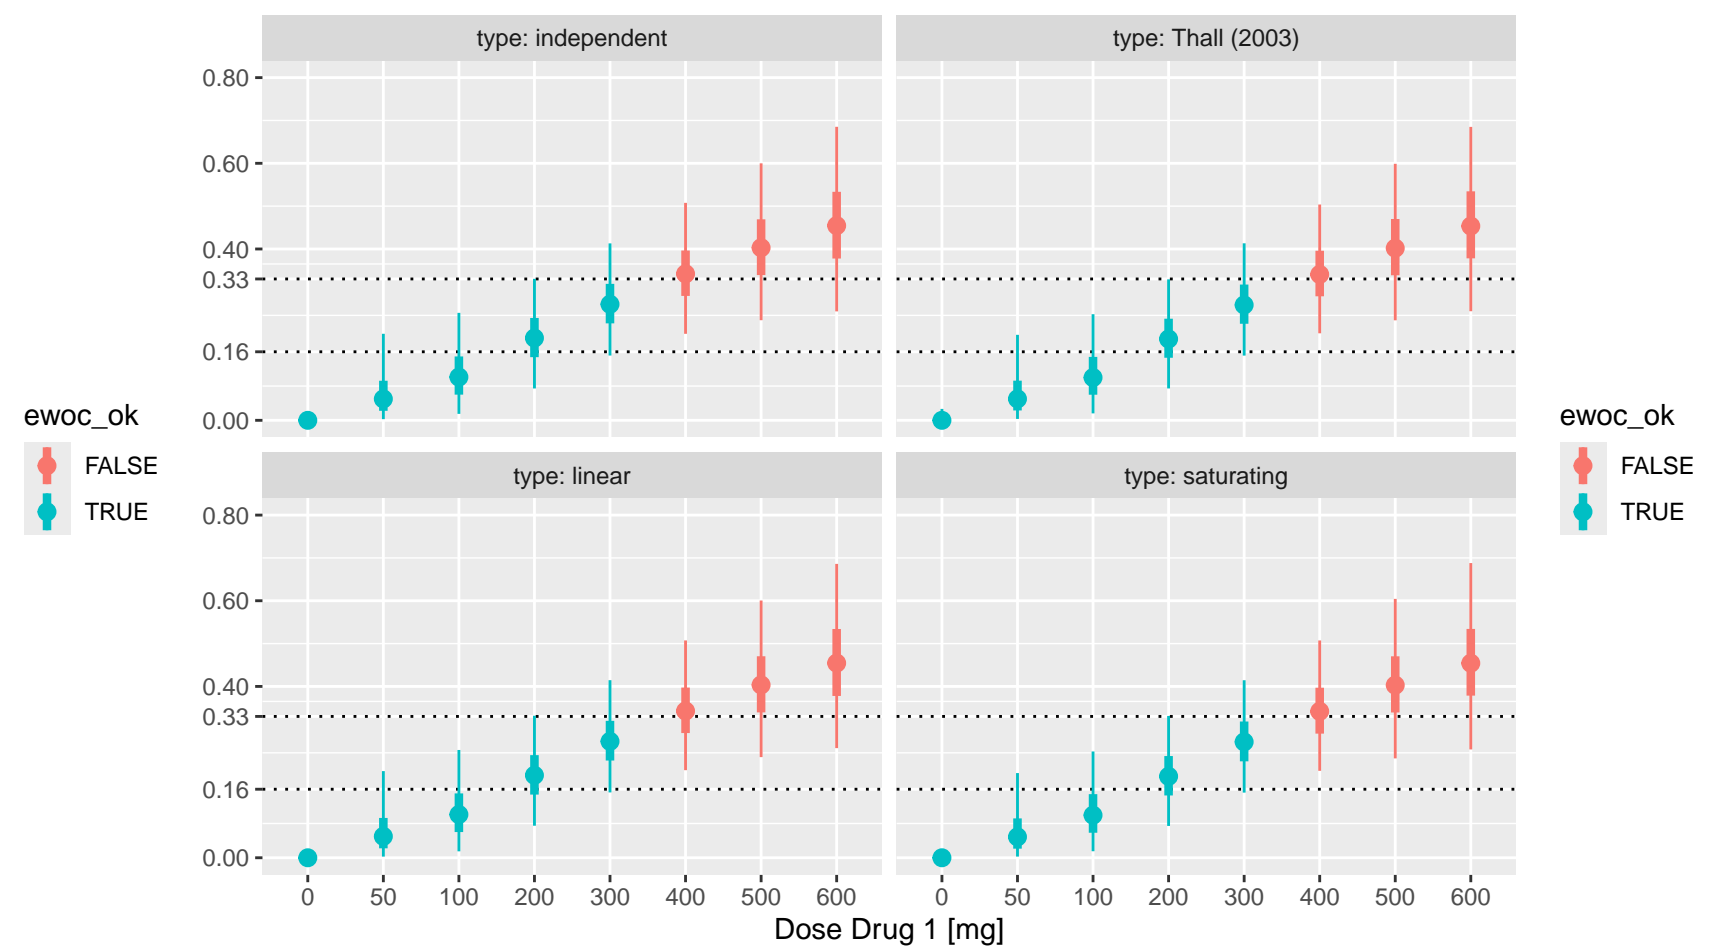 type: independent
type: Thall (2003)
0.80
0.60
0.40
0.33
0.16
0.00
type: linear
type: saturating
0.80
0.60
0.40
0.33
0.16
0.00
0 50 100 200 300 400 500 600
0 50 100 200 300 400 500 600
Dose Drug 1 [mg]
ewoc_ok
FALSE
TRUE
ewoc_ok
FALSE
TRUE